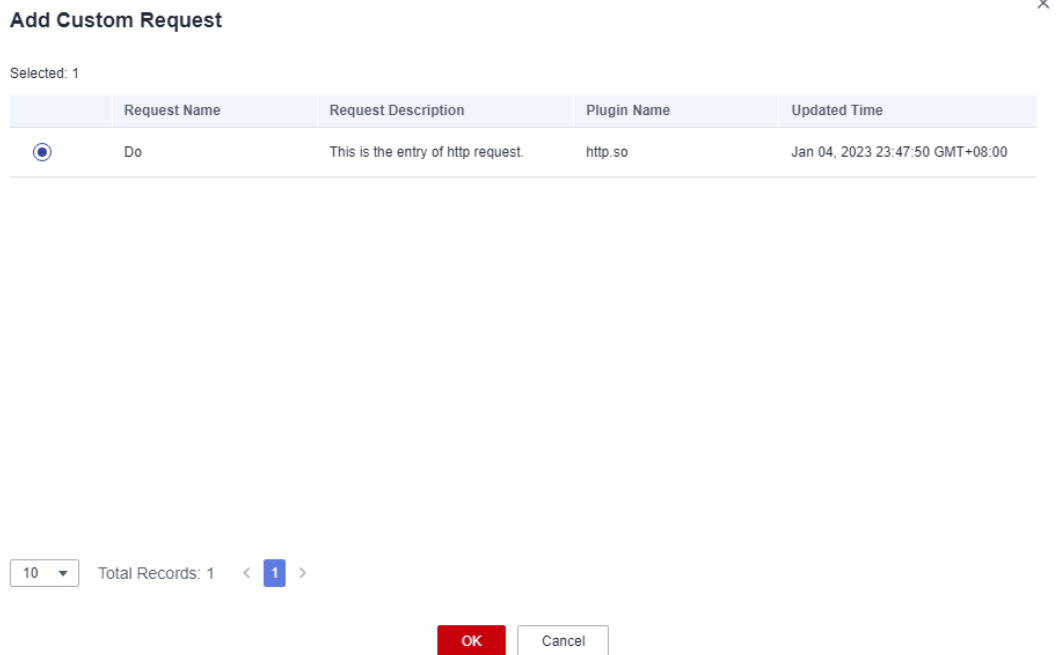 Add Custom Request
Selected: 1
Request Name Request Description Plugin Name Updated Time
Do This is the entry of http request. http.so Jan 04, 2023 23:47:50 GMT+08:00
10 Total Records: 1 < 1 >
OK Cancel